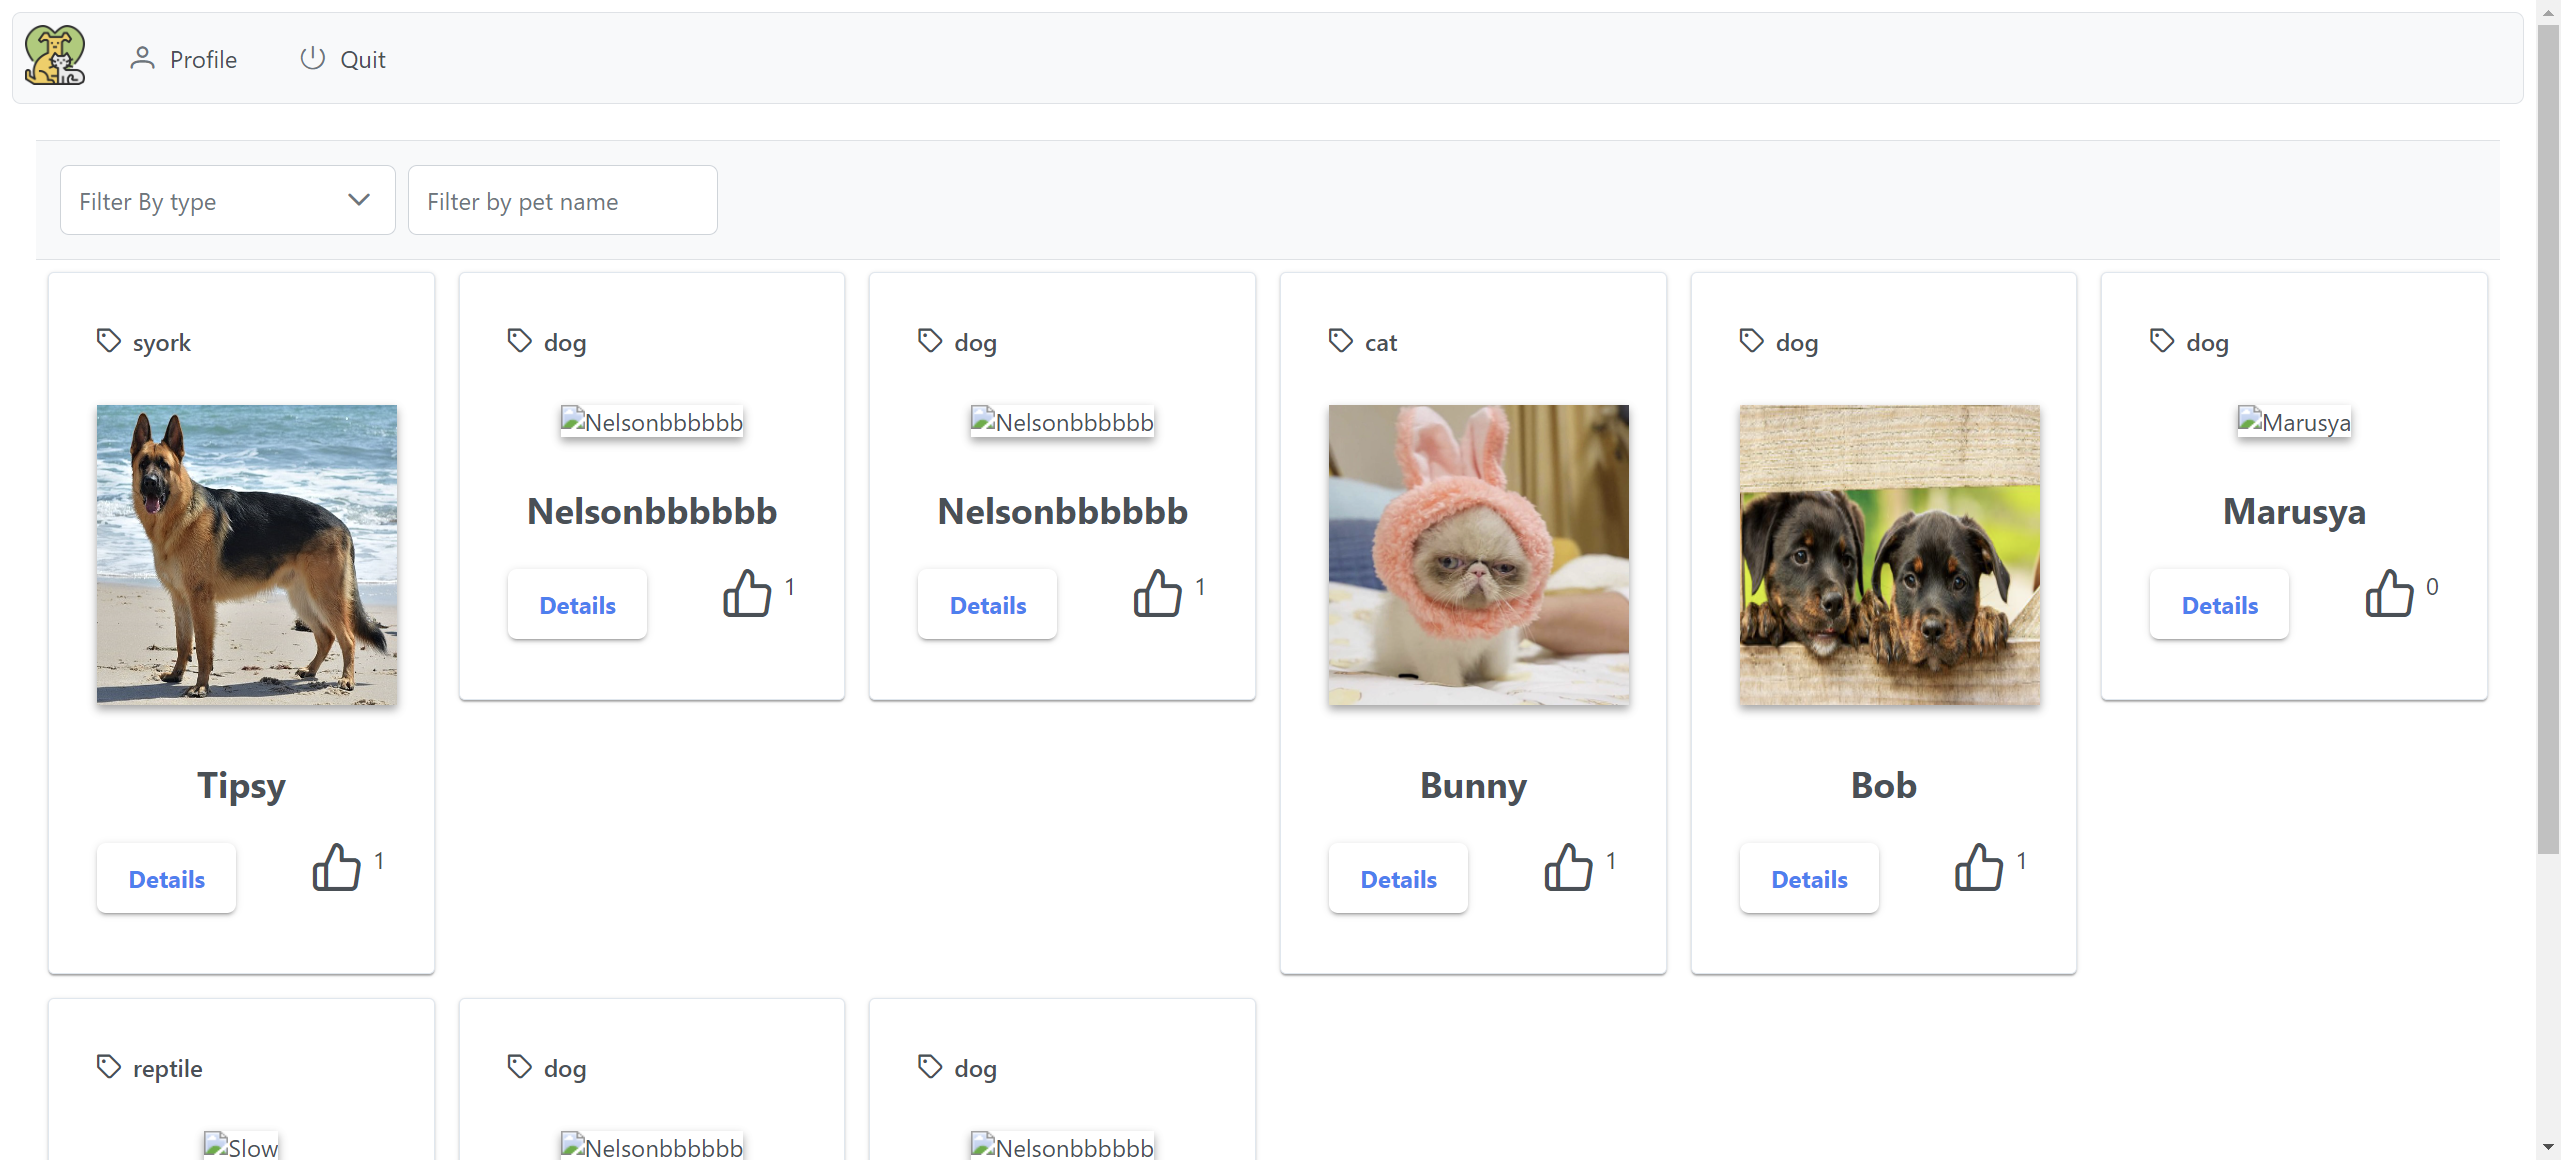 Profile
Quit
Filter By type
Filter by pet name
syork
Tipsy
Details
1
dog
Nelsonbbbbbb
Nelsonbbbbbb
Details
1
dog
Nelsonbbbbbb
Nelsonbbbbbb
Details
1
cat
Bunny
Details
1
dog
Bob
Details
1
dog
Marusya
Marusya
Details
0
reptile
Slow
dog
Nelsonbbbbbb
dog
Nelsonbbbbbb